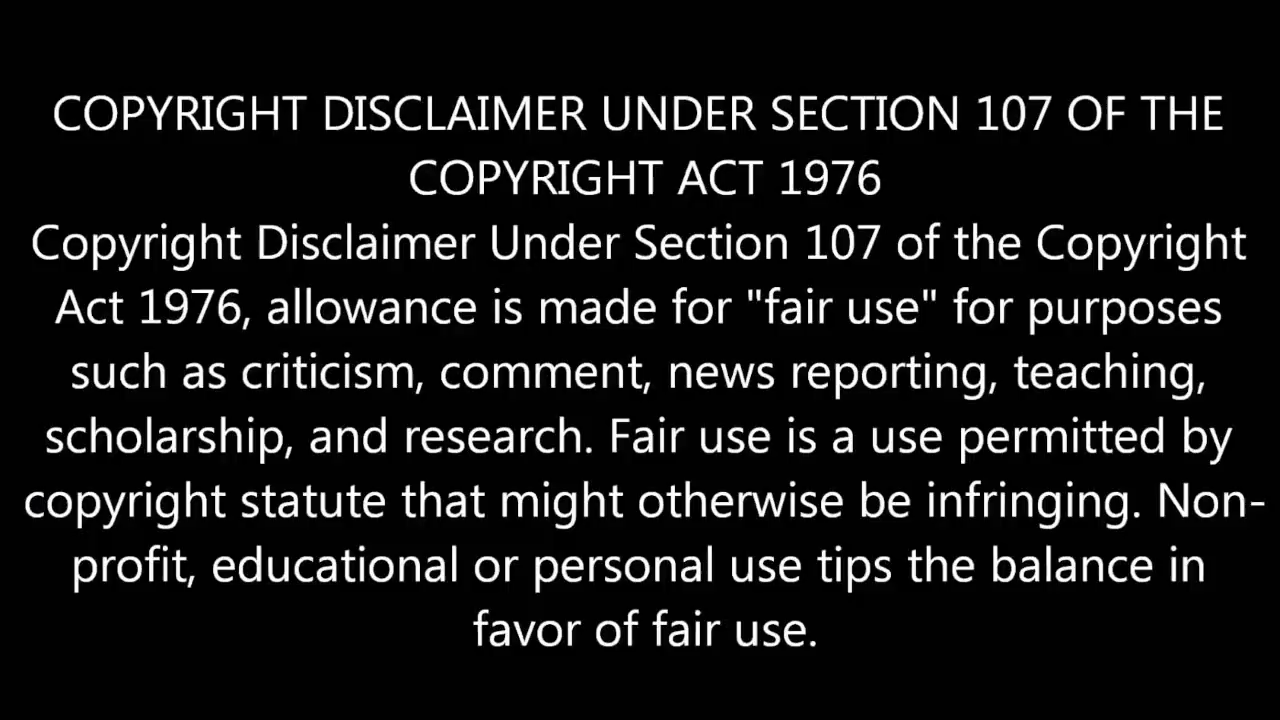 COPYRIGHT DISCLAIMER UNDER SECTION 107 OF THE
COPYRIGHT ACT 1976
Copyright Disclaimer Under Section 107 of the Copyright
Act 1976, allowance is made for "fair use" for purposes
such as criticism, comment, news reporting, teaching,
scholarship, and research. Fair use is a use permitted by
copyright statute that might otherwise be infringing. Non-
profit, educational or personal use tips the balance in
favor of fair use.